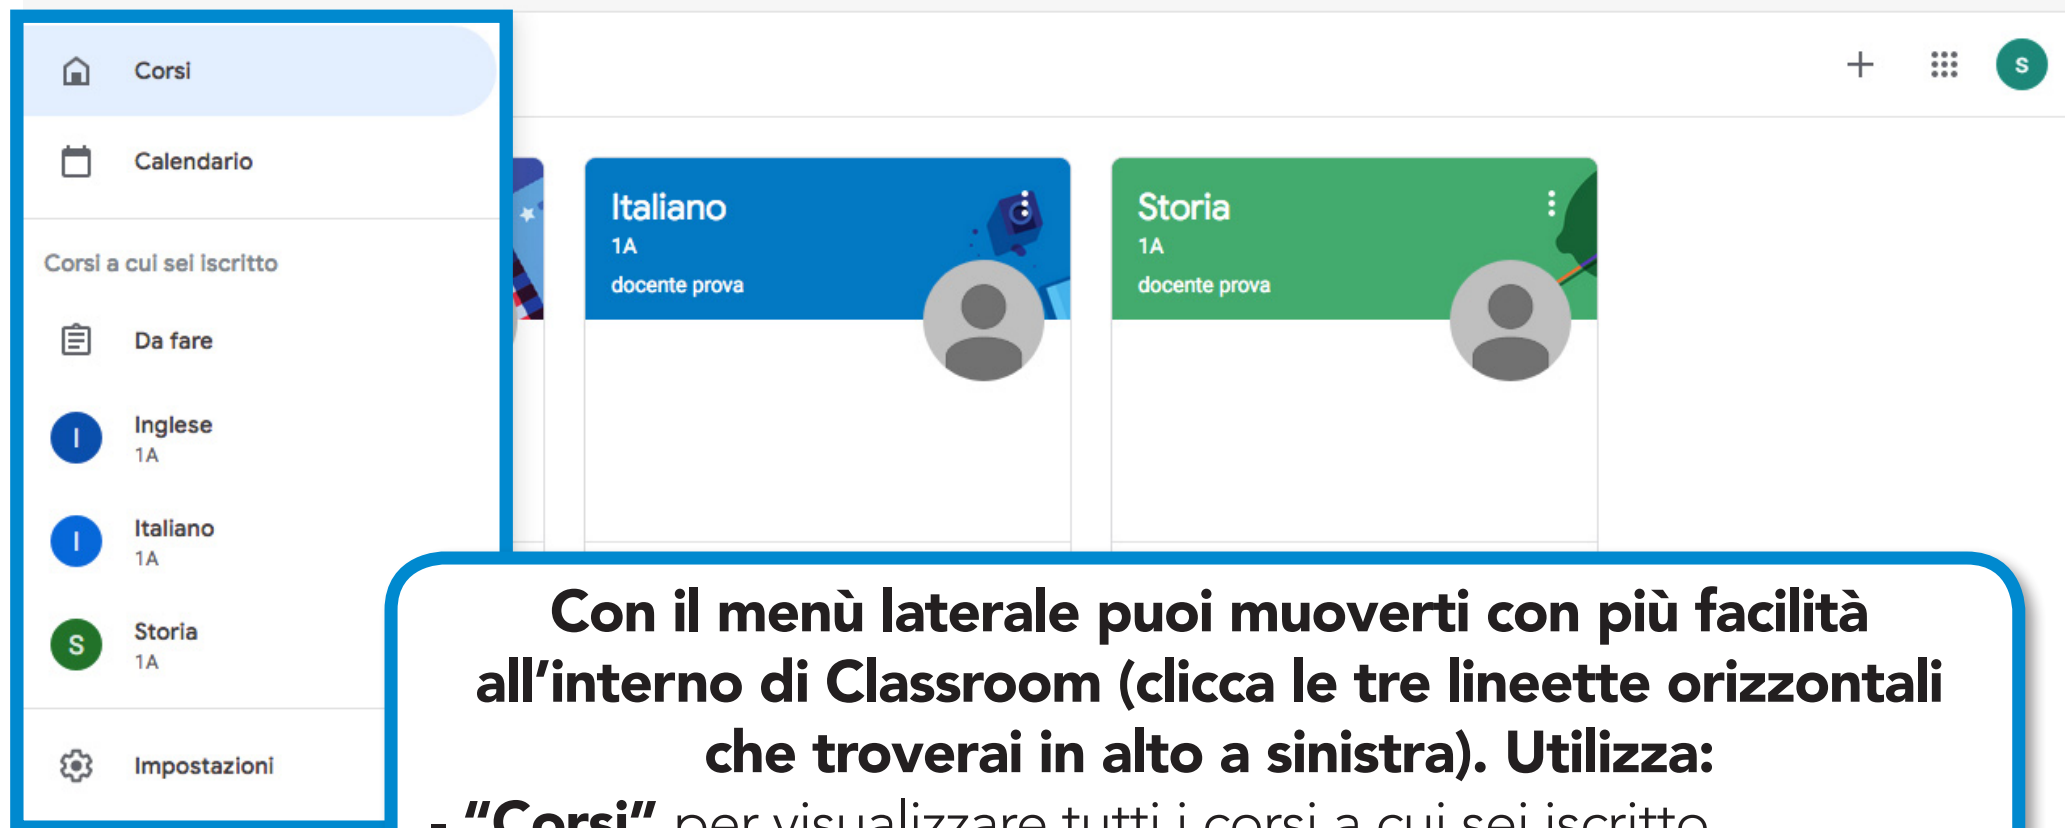 Corsi
Calendario
Corsi a cui sei iscritto
Da fare
I
Inglese
1A
I
Italiano
1A
S
Storia
1A
Impostazioni
S
Italiano
1A
docente prova
Storia
1A
docente prova
Con il menù laterale puoi muoverti con più facilità
all’interno di Classroom (clicca le tre lineette orizzontali
che troverai in alto a sinistra). Utilizza:
- “Corsi” per visualizzare tutti i corsi a cui sei iscritto